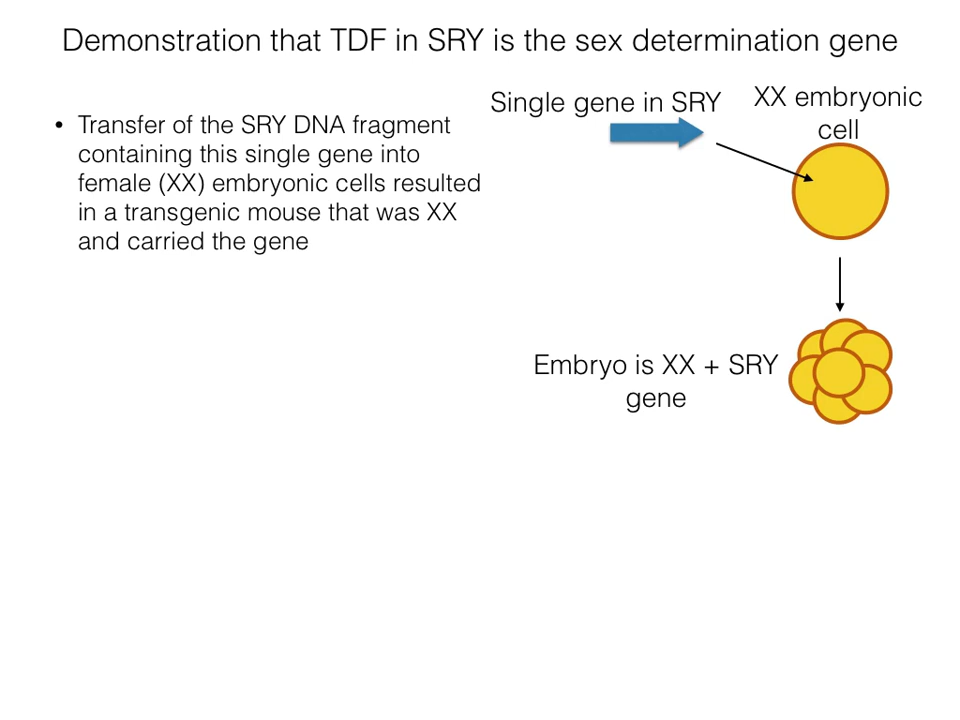 Demonstration that TDF in SRY is the sex determination gene
• Transfer of the SRY DNA fragment
containing this single gene into
female (XX) embryonic cells resulted
in a transgenic mouse that was XX
and carried the gene
Single gene in SRY
XX embryonic
cell
Embryo is XX + SRY
gene